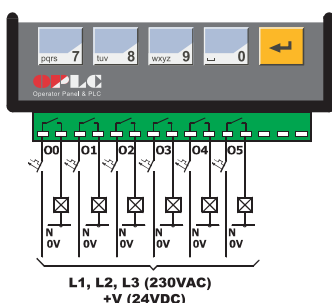 pqrs 7 tuv 8 wxyz 9 ⎵ 0
OPLC
Operator Panel & PLC
O0 O1 O2 O3 O4 O5
N N N N N N
0V 0V 0V 0V 0V 0V
L1, L2, L3 (230VAC)
+V (24VDC)